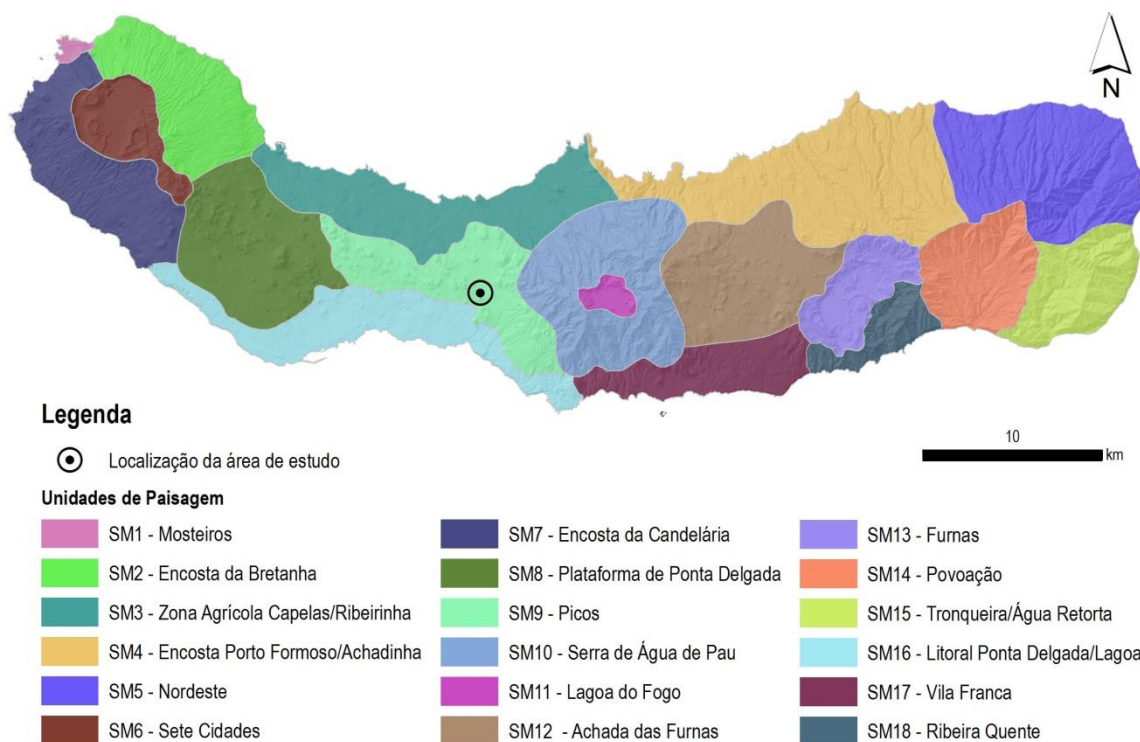 N
Legenda
Localização da área de estudo
10
km
Unidades de Paisagem
SM1 - Mosteiros
SM2 - Encosta da Bretanha
SM3 - Zona Agrícola Capelas/Ribeirinha
SM4 - Encosta Porto Formoso/Achadinha
SM5 - Nordeste
SM6 - Sete Cidades
SM7 - Encosta da Candelária
SM8 - Plataforma de Ponta Delgada
SM9 - Picos
SM10 - Serra de Água de Pau
SM11 - Lagoa do Fogo
SM12 - Achada das Furnas
SM13 - Furnas
SM14 - Povoação
SM15 - Tronqueira/Água Retorta
SM16 - Litoral Ponta Delgada/Lagoa
SM17 - Vila Franca
SM18 - Ribeira Quente